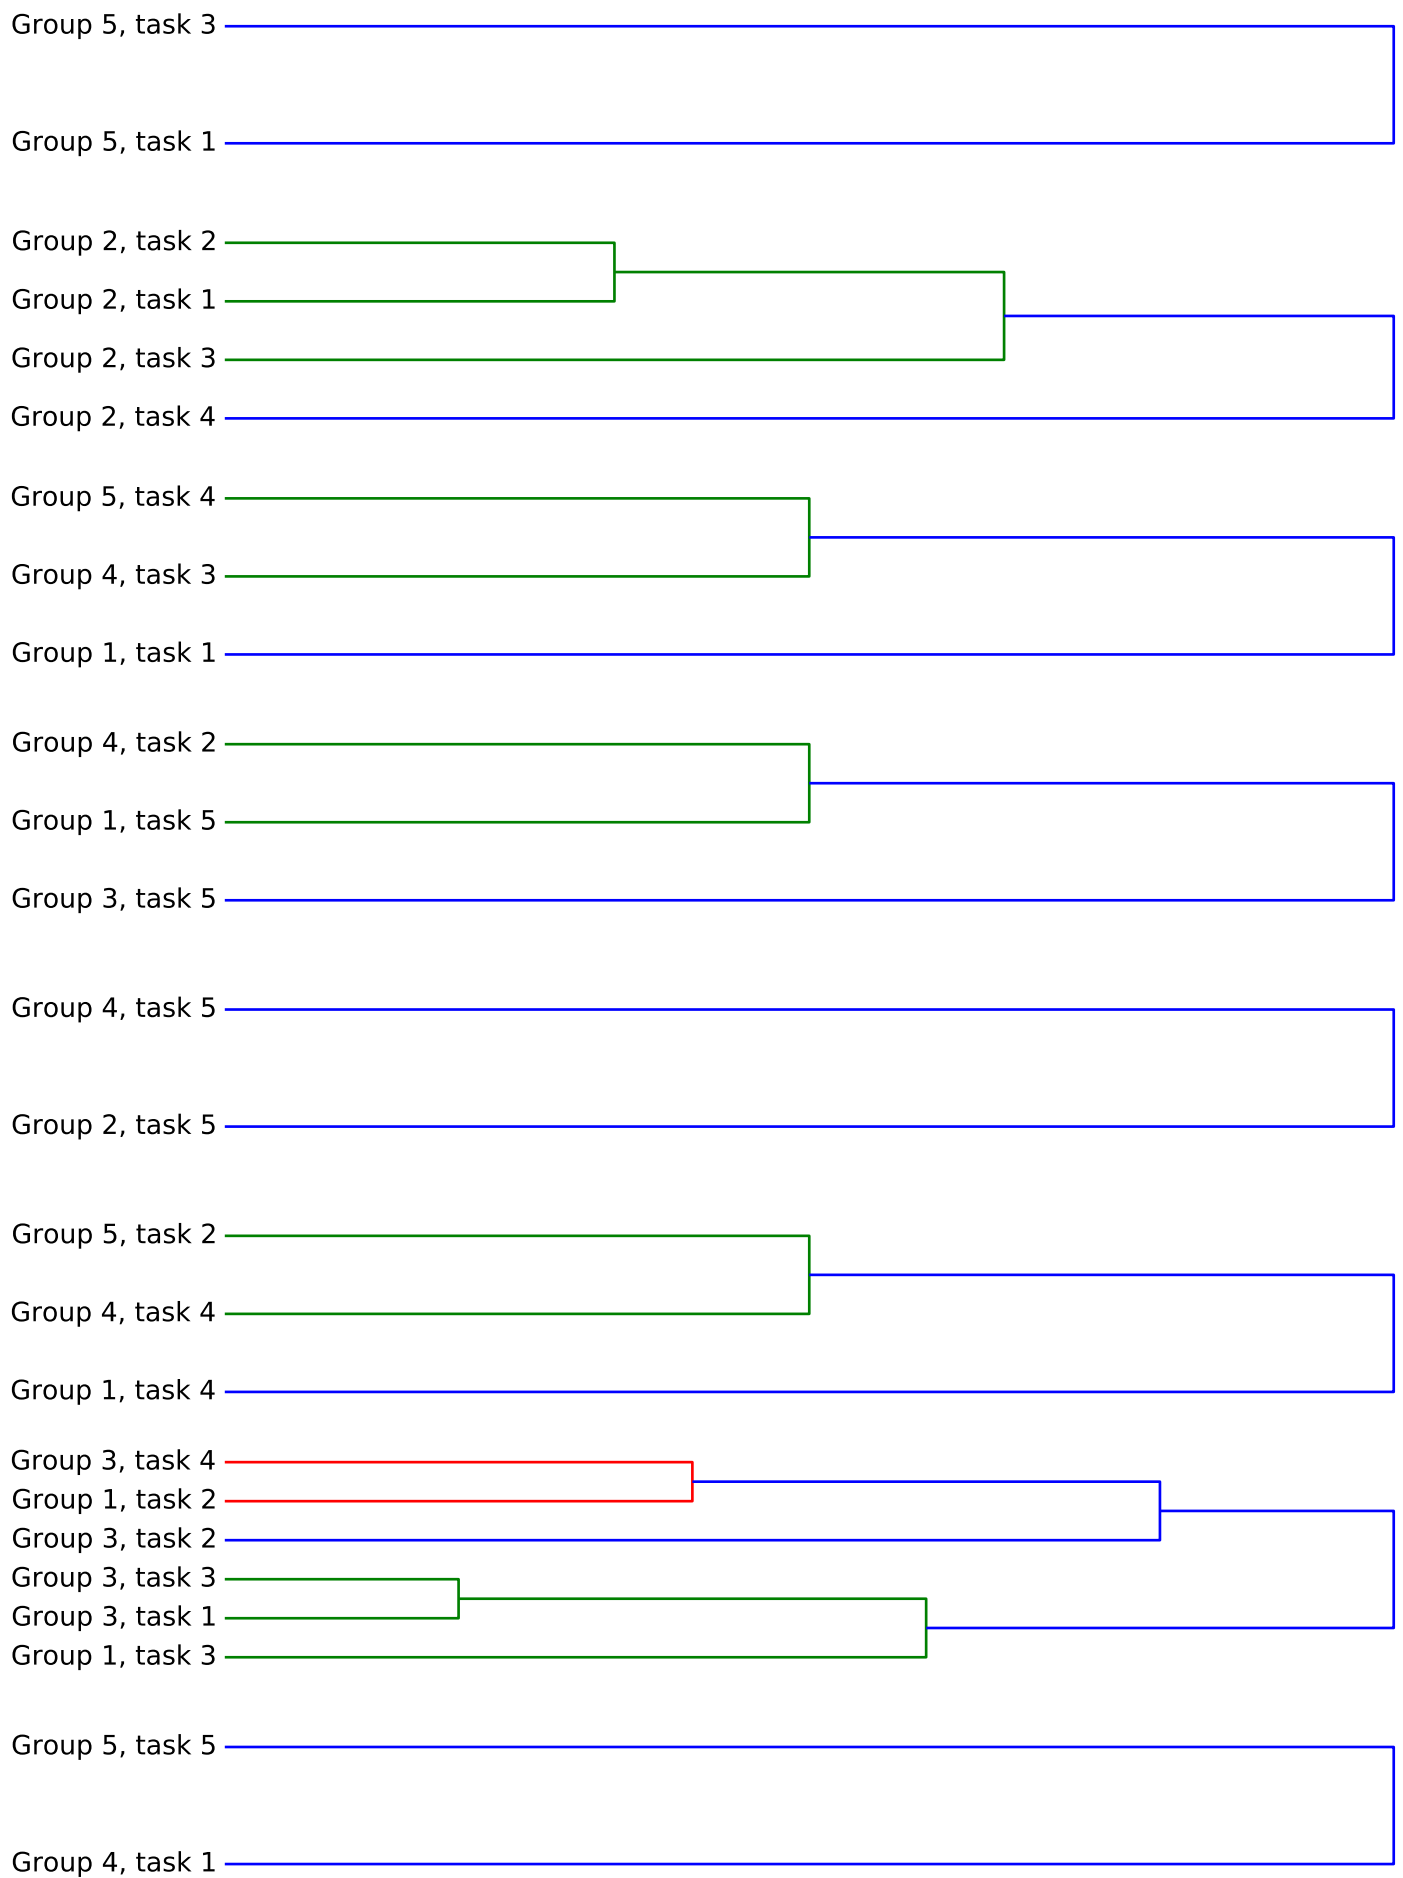 Group 5, task 3
Group 5, task 1
Group 2, task 2
Group 2, task 1
Group 2, task 3
Group 2, task 4
Group 5, task 4
Group 4, task 3
Group 1, task 1
Group 4, task 2
Group 1, task 5
Group 3, task 5
Group 4, task 5
Group 2, task 5
Group 5, task 2
Group 4, task 4
Group 1, task 4
Group 3, task 4
Group 1, task 2
Group 3, task 2
Group 3, task 3
Group 3, task 1
Group 1, task 3
Group 5, task 5
Group 4, task 1